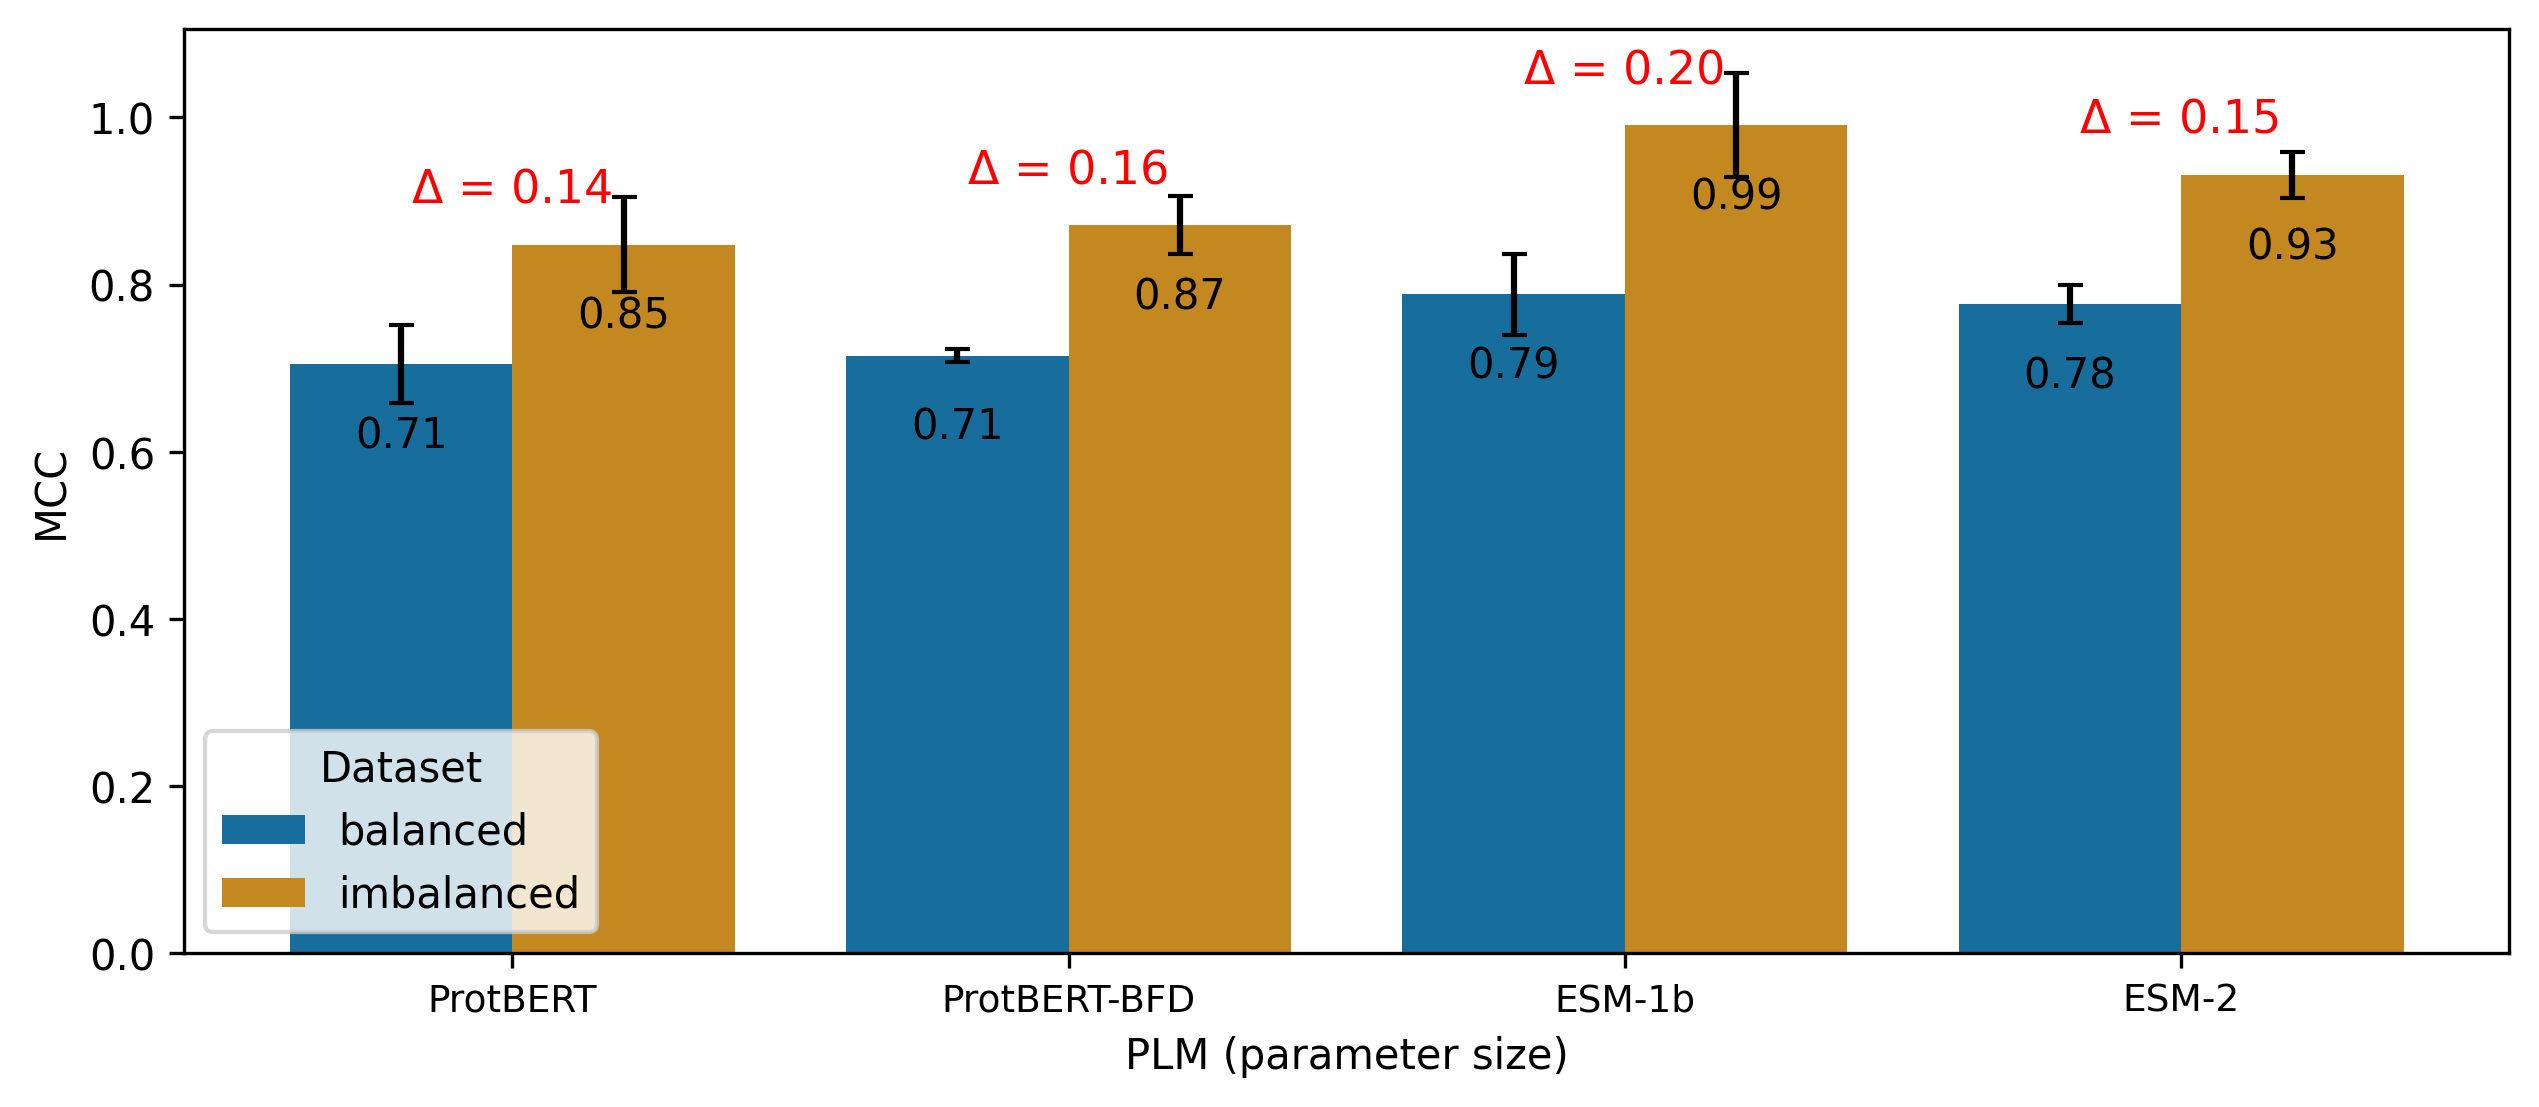 Δ = 0.14
Δ = 0.16
Δ = 0.20
Δ = 0.15
1.0
0.8
0.6
0.4
0.2
0.0
MCC
0.71
0.85
0.71
0.87
0.79
0.99
0.78
0.93
Dataset
balanced
imbalanced
ProtBERT
ProtBERT-BFD
ESM-1b
ESM-2
PLM (parameter size)